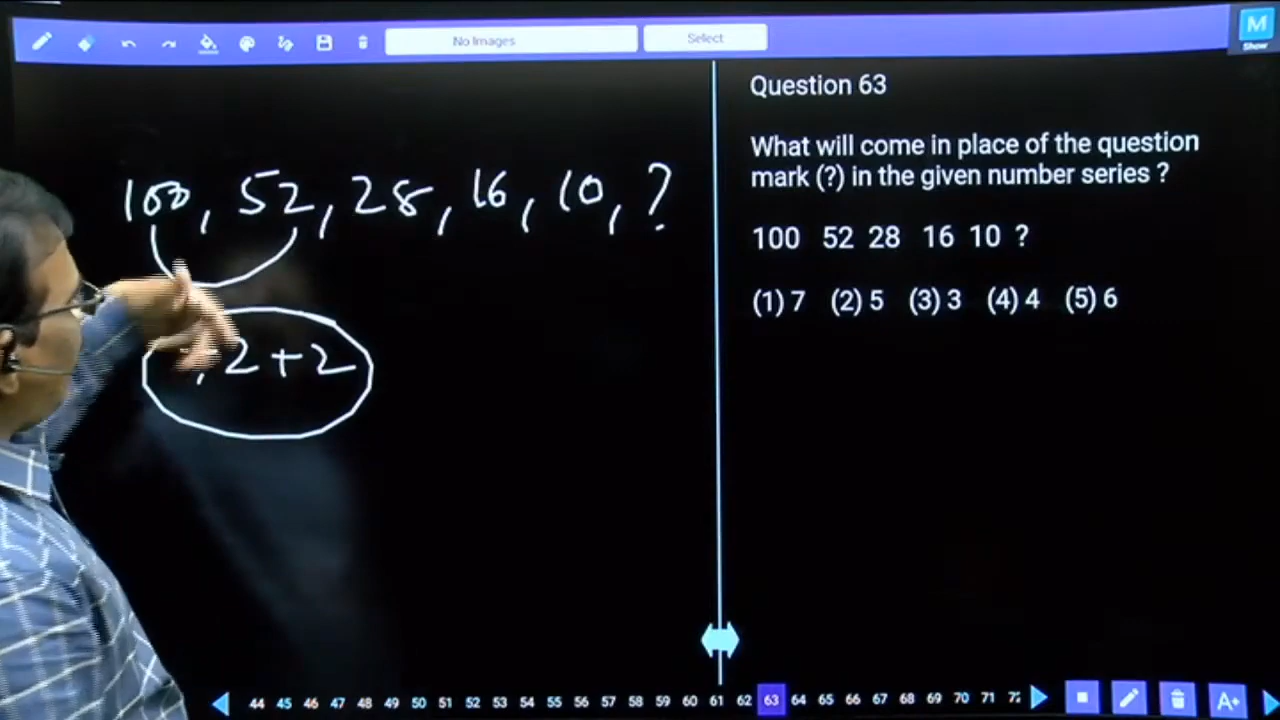 No Images
Select
M
Show
100, 52, 28, 16, 10, ?
2 + 2
Question 63
What will come in place of the question
mark (?) in the given number series ?
100 52 28 16 10 ?
(1) 7 (2) 5 (3) 3 (4) 4 (5) 6
44 45 46 47 48 49 50 51 52 53 54 55 56 57 58 59 60 61 62 63 64 65 66 67 68 69 70 71
A+